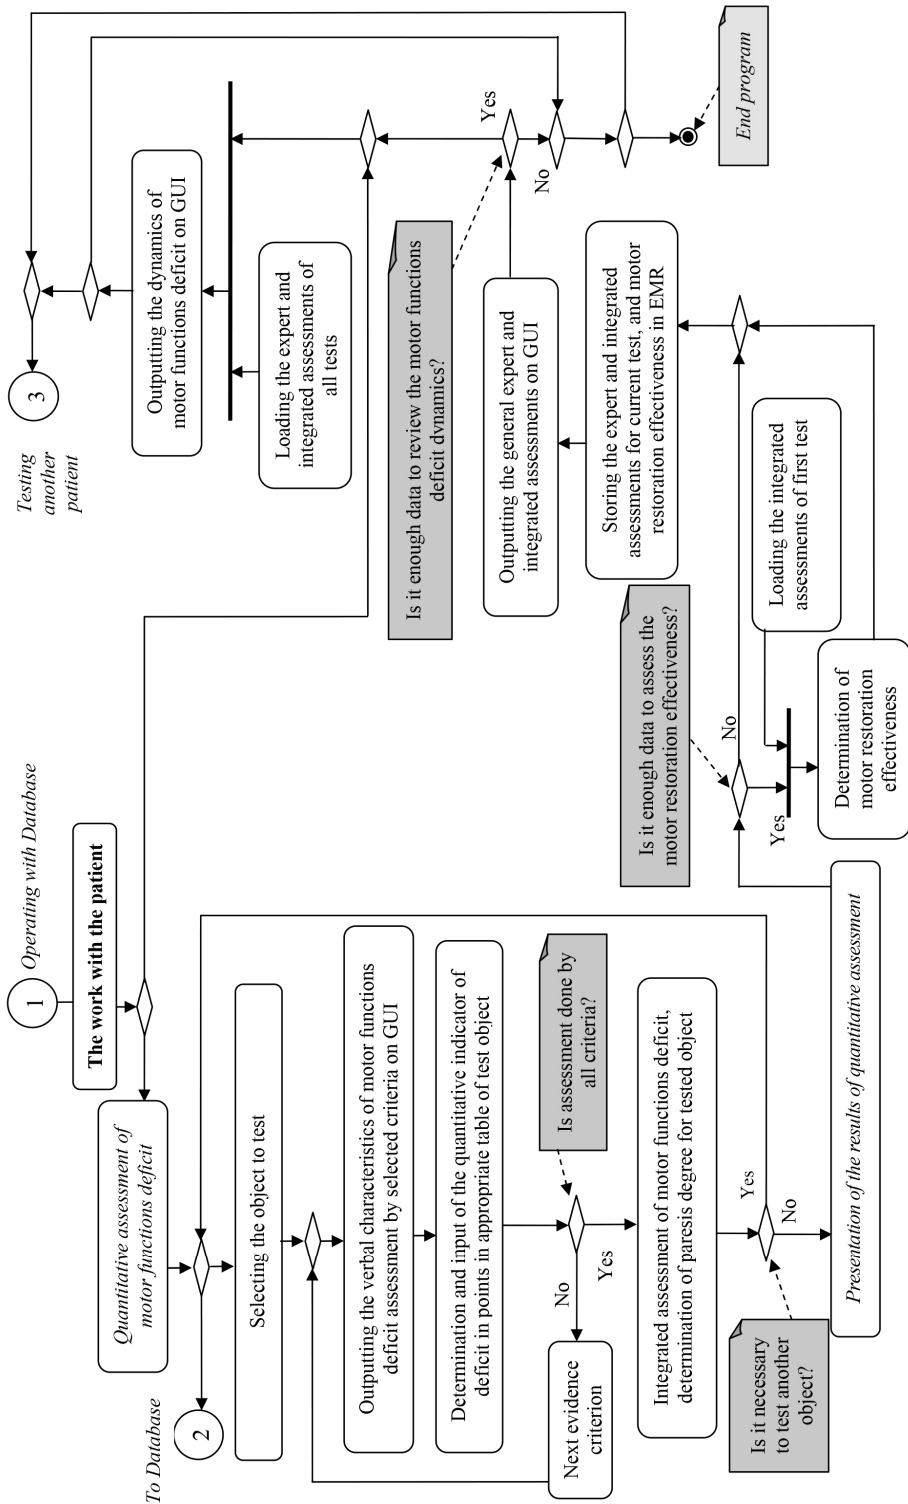 1
Operating with Database
The work with the patient
Quantitative assessment of
motor functions deficit
To Database
2
Selecting the object to test
Outputting the verbal characteristics of motor functions
deficit assessment by selected criteria on GUI
Determination and input of the quantitative indicator of
deficit in points in appropriate table of test object
Is assessment done by
all criteria?
No
Yes
Next evidence
criterion
Integrated assessment of motor functions deficit,
determination of paresis degree for tested object
Yes
No
Is it necessary
to test another
object?
Presentation of the results of quantitative assessment
Testing
another
patient
3
Outputting the dynamics of
motor functions deficit on GUI
Loading the expert and
integrated assessments of
all tests
Is it enough data to review the motor functions
deficit dvnamics?
Yes
No
Outputting the general expert and
integrated assessments on GUI
Storing the expert and integrated
assessments for current test, and motor
restoration effectiveness in EMR
End program
Is it enough data to assess the
motor restoration effectiveness?
No
Yes
Loading the integrated
assessments of first test
Determination of
motor restoration
effectiveness